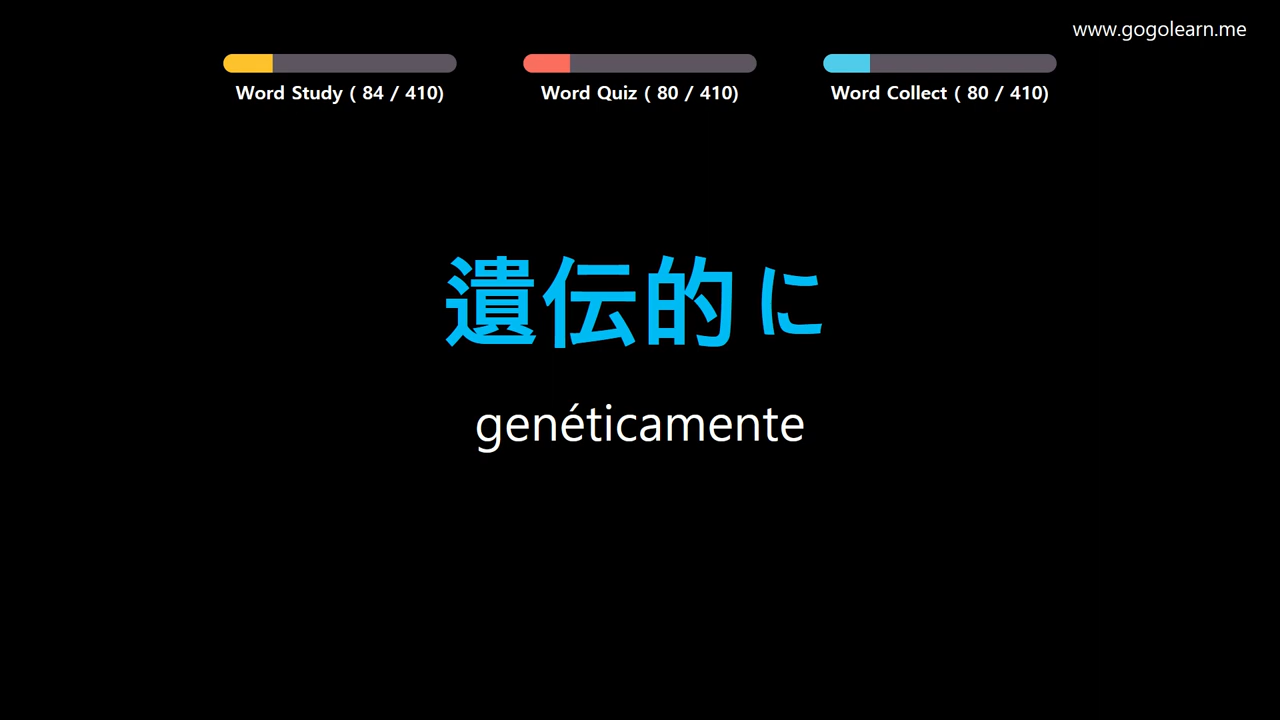 www.gogolearn.me
Word Study ( 84 / 410)
Word Quiz ( 80 / 410)
Word Collect ( 80 / 410)
遺伝的に
genéticamente